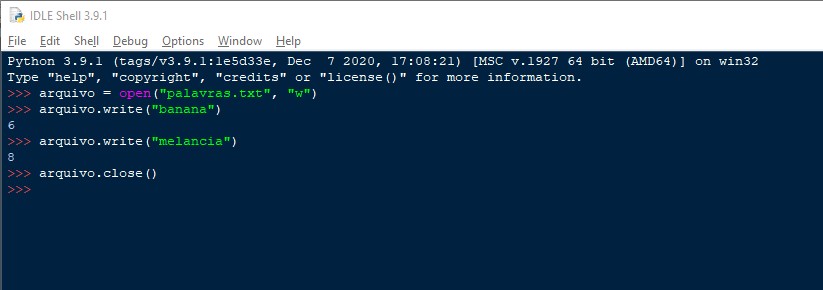 IDLE Shell 3.9.1
File Edit Shell Debug Options Window Help
Python 3.9.1 (tags/v3.9.1:1e5d33e, Dec  7 2020, 17:08:21) [MSC v.1927 64 bit (AMD64)] on win32
Type "help", "copyright", "credits" or "license()" for more information.
>>> arquivo = open("palavras.txt", "w")
>>> arquivo.write("banana")
6
>>> arquivo.write("melancia")
8
>>> arquivo.close()
>>>